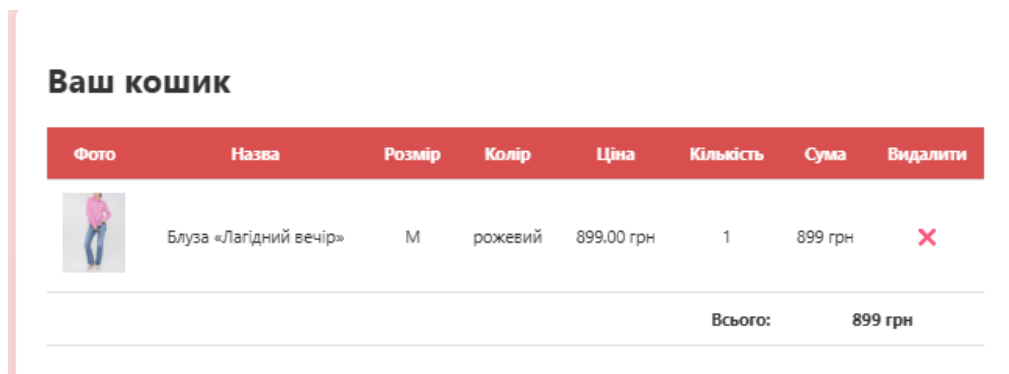 Ваш кошик
Фото Назва Розмір Колір Ціна Кількість Сума Видалити
Блуза «Лагідний вечір» M рожевий 899.00 грн 1 899 грн
Всього: 899 грн